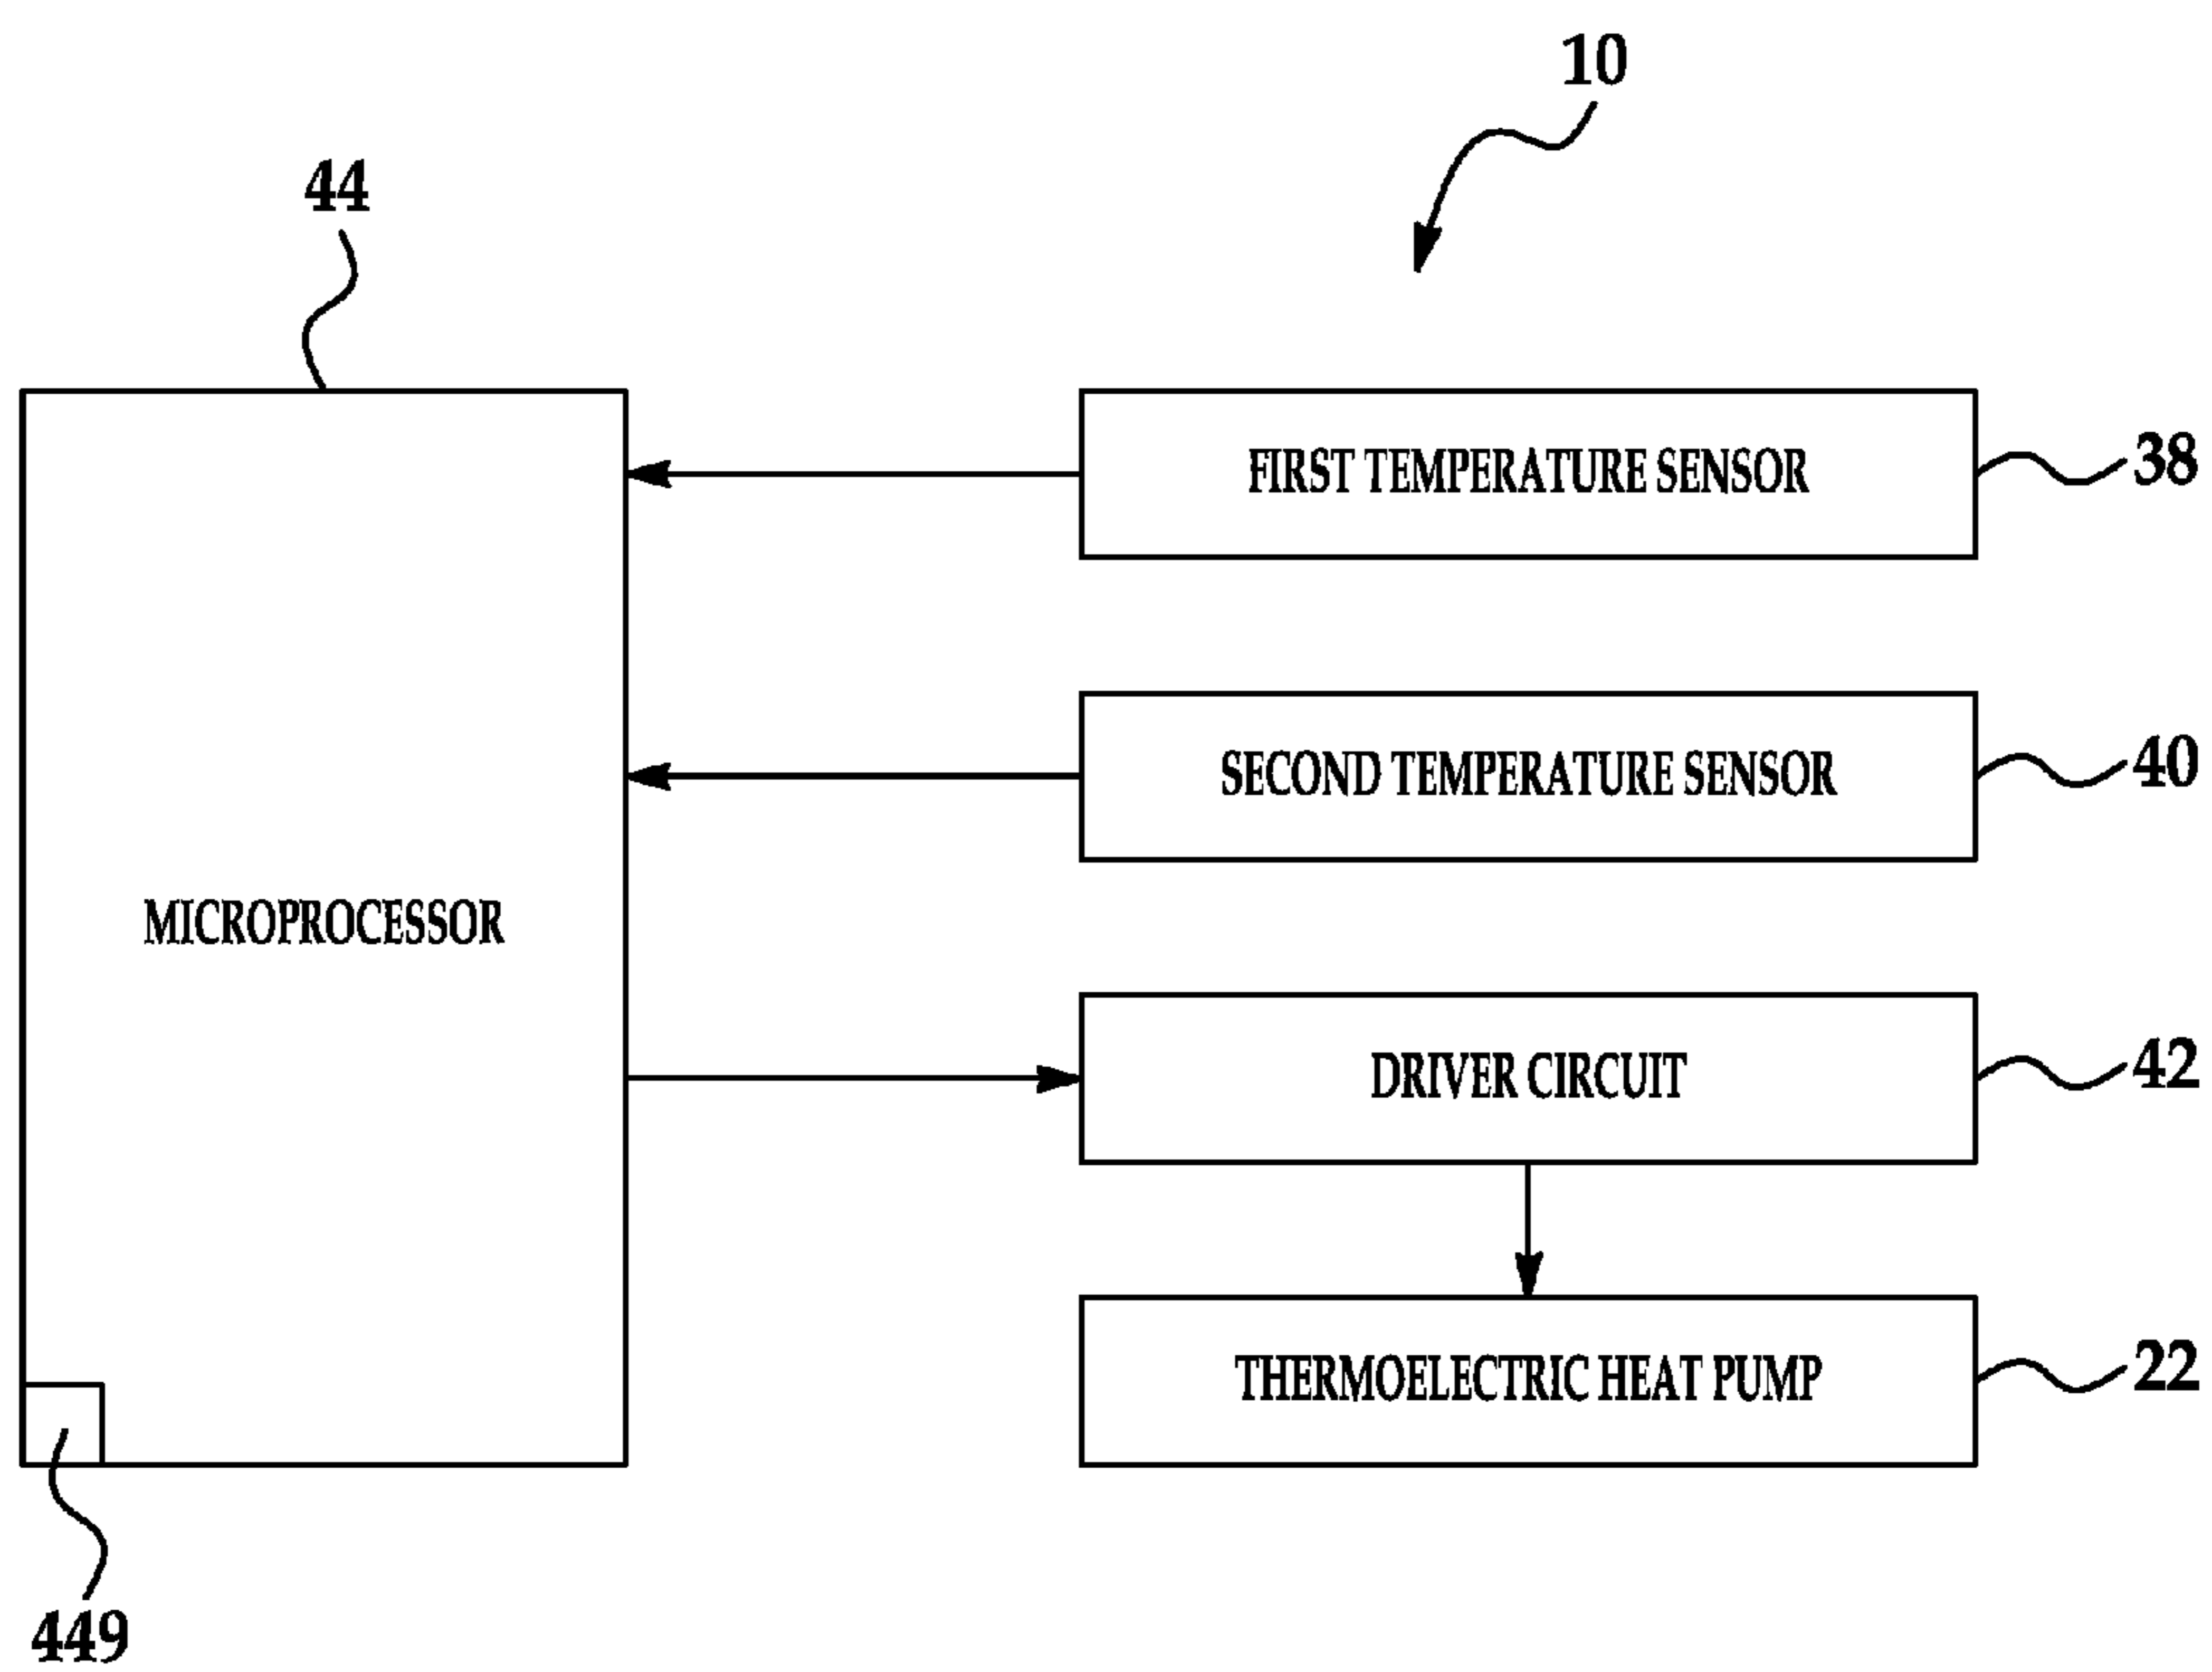 10
44
FIRST TEMPERATURE SENSOR
38
SECOND TEMPERATURE SENSOR
40
MICROPROCESSOR
DRIVER CIRCUIT
42
THERMOELECTRIC HEAT PUMP
22
449